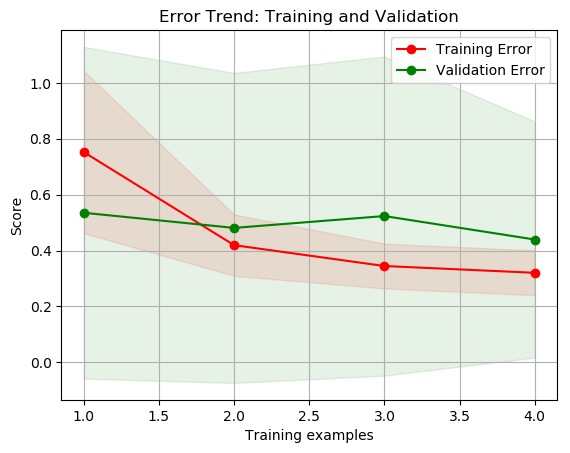 Error Trend: Training and Validation
Training Error
Validation Error
Score
1.0
0.8
0.6
0.4
0.2
0.0
1.0 1.5 2.0 2.5 3.0 3.5 4.0
Training examples